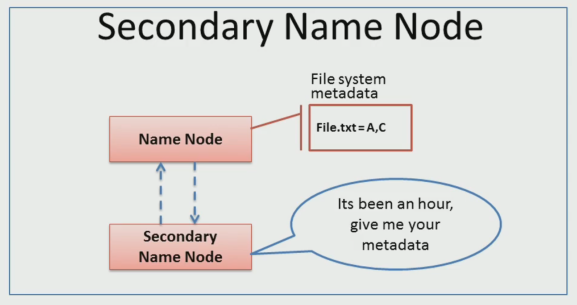 Secondary Name Node
File system
metadata
File.txt = A,C
Name Node
Secondary
Name Node
Its been an hour,
give me your
metadata